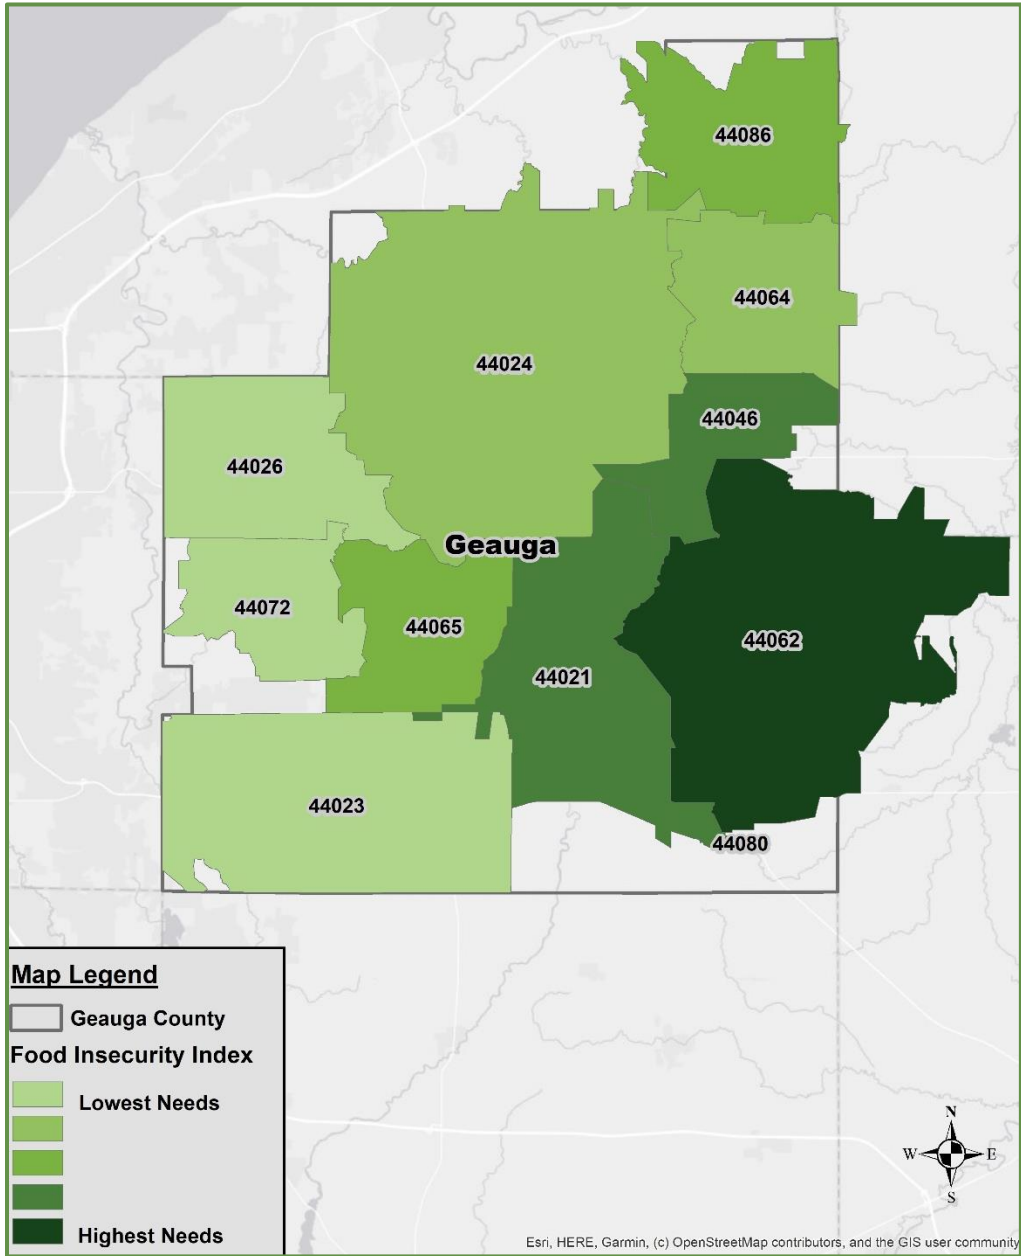 44086
44064
44024
44046
44026
Geauga
44072
44065
44062
44021
44023
44080
Map Legend
Geauga County
Food Insecurity Index
Lowest Needs
Highest Needs
N
W
E
S
Esri, HERE, Garmin, (c) OpenStreetMap contributors, and the GIS user community